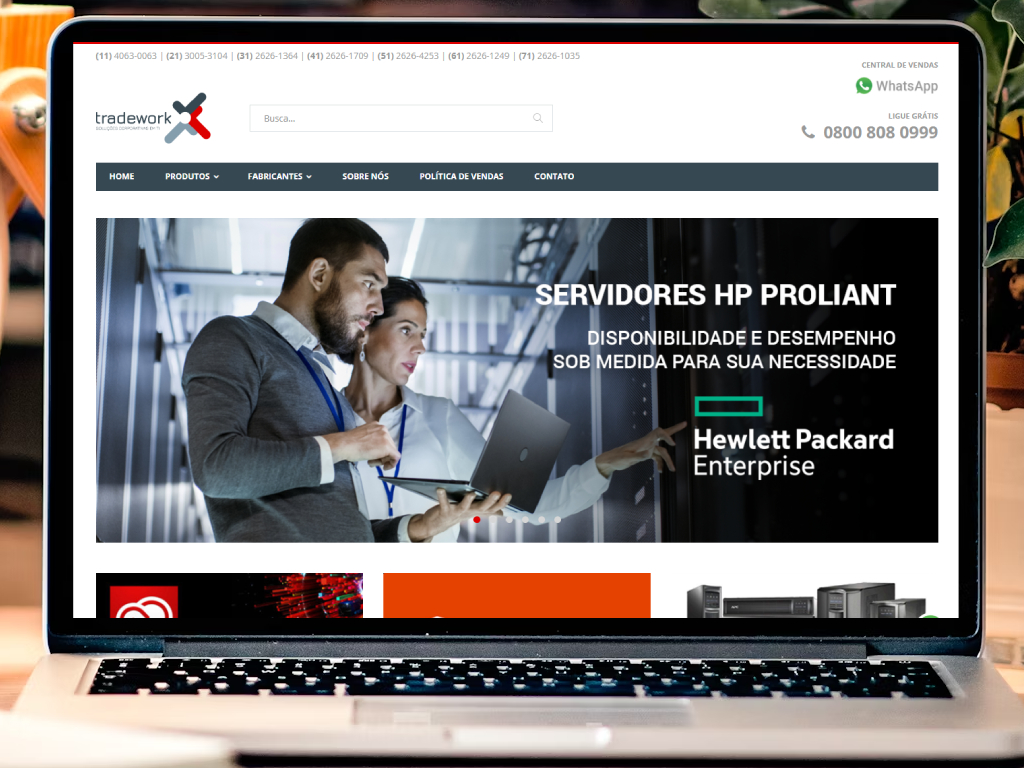 (11) 4063-0063 | (21) 3005-3104 | (31) 2626-1364 | (41) 2626-1709 | (51) 2626-4253 | (61) 2626-1249 | (71) 2626-1035
CENTRAL DE VENDAS
WhatsApp
LIGUE GRÁTIS
0800 808 0999
tradework
SOLUÇÕES CORPORATIVAS EM TI
Busca...
HOME PRODUTOS FABRICANTES SOBRE NÓS POLÍTICA DE VENDAS CONTATO
SERVIDORES HP PROLIANT
DISPONIBILIDADE E DESEMPENHO
SOB MEDIDA PARA SUA NECESSIDADE
Hewlett Packard
Enterprise